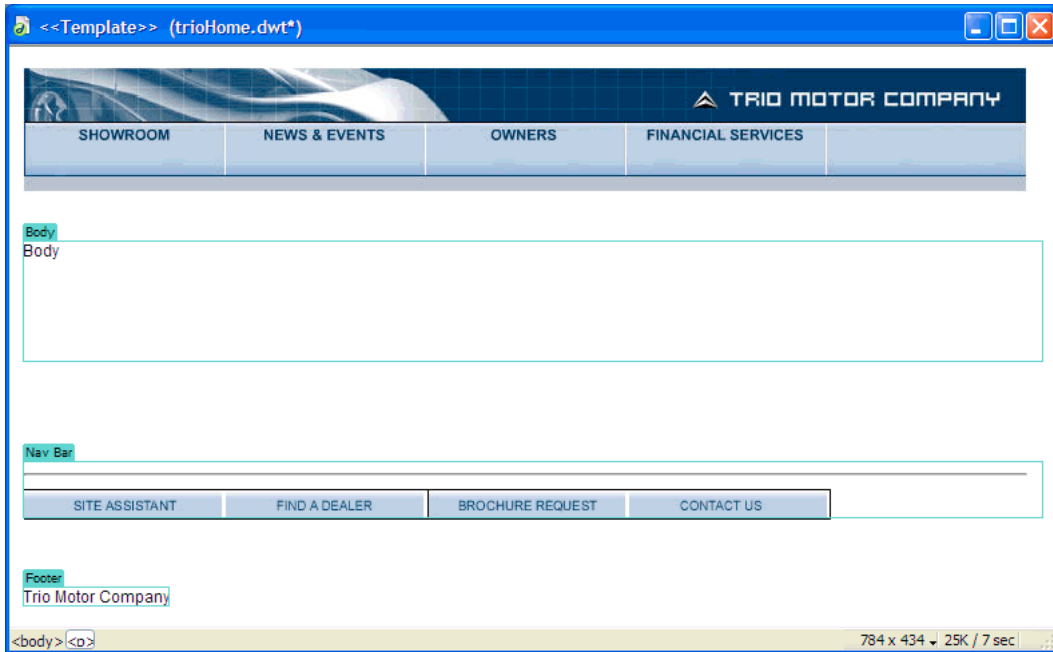 <<Template>> (trioHome.dwt*)
TRIO MOTOR COMPANY
SHOWROOM NEWS & EVENTS OWNERS FINANCIAL SERVICES
Body
Body
Nav Bar
SITE ASSISTANT FIND A DEALER BROCHURE REQUEST CONTACT US
Footer
Trio Motor Company
<body> <p> 784 x 434 25K / 7 sec